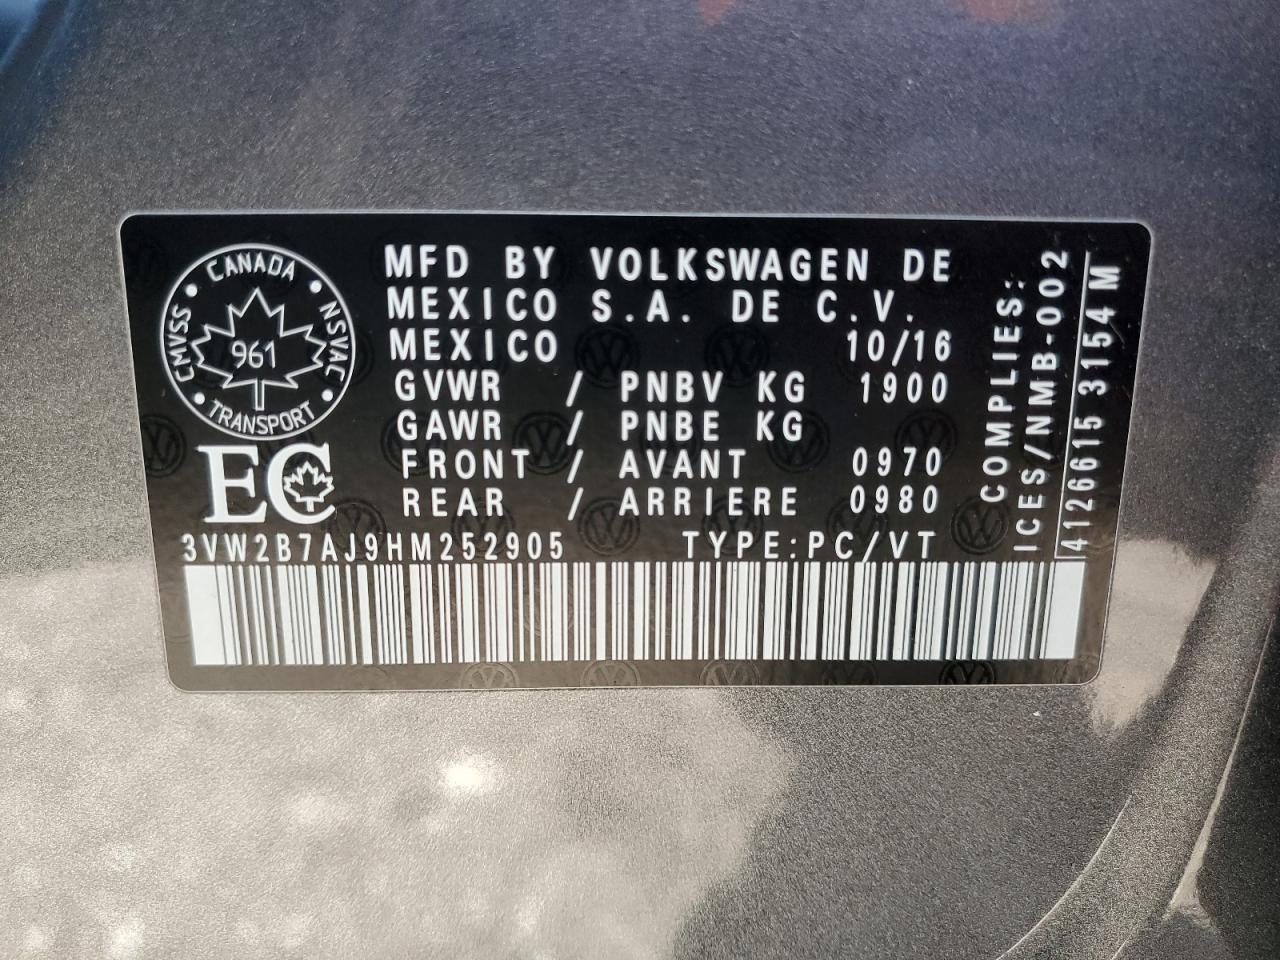 CANADA
CMVSS
NSVAC
961
TRANSPORT
EC
MFD BY VOLKSWAGEN DE
MEXICO S.A. DE C.V.
MEXICO 10/16
GVWR / PNBV KG 1900
GAWR / PNBE KG
FRONT / AVANT 0970
REAR / ARRIERE 0980
3VW2B7AJ9HM252905 TYPE:PC/VT
COMPLIES:
ICES/NMB-002
4126615 3154 M